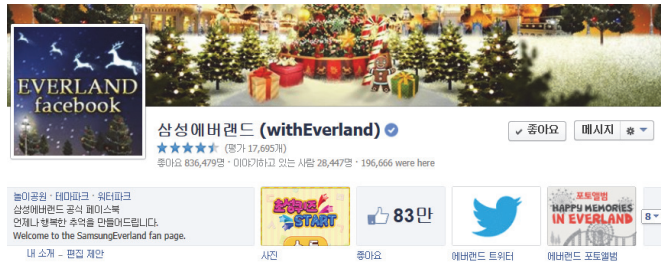 EVERLAND
facebook
삼성에버랜드 (withEverland)
(평가 17,695개)
좋아요 836,479명 · 이야기하고 있는 사람 28,447명 · 196,666 were here
✓ 좋아요
메시지
놀이공원 · 테마파크 · 워터파크
삼성에버랜드 공식 페이스북
언제나 행복한 추억을 만들어드립니다.
Welcome to the SamsungEverland fan page.
내 소개 - 편집 제안
START
사진
83만
좋아요
에버랜드 트위터
포토앨범
HAPPY MEMORIES
IN EVERLAND
에버랜드 포토앨범
8